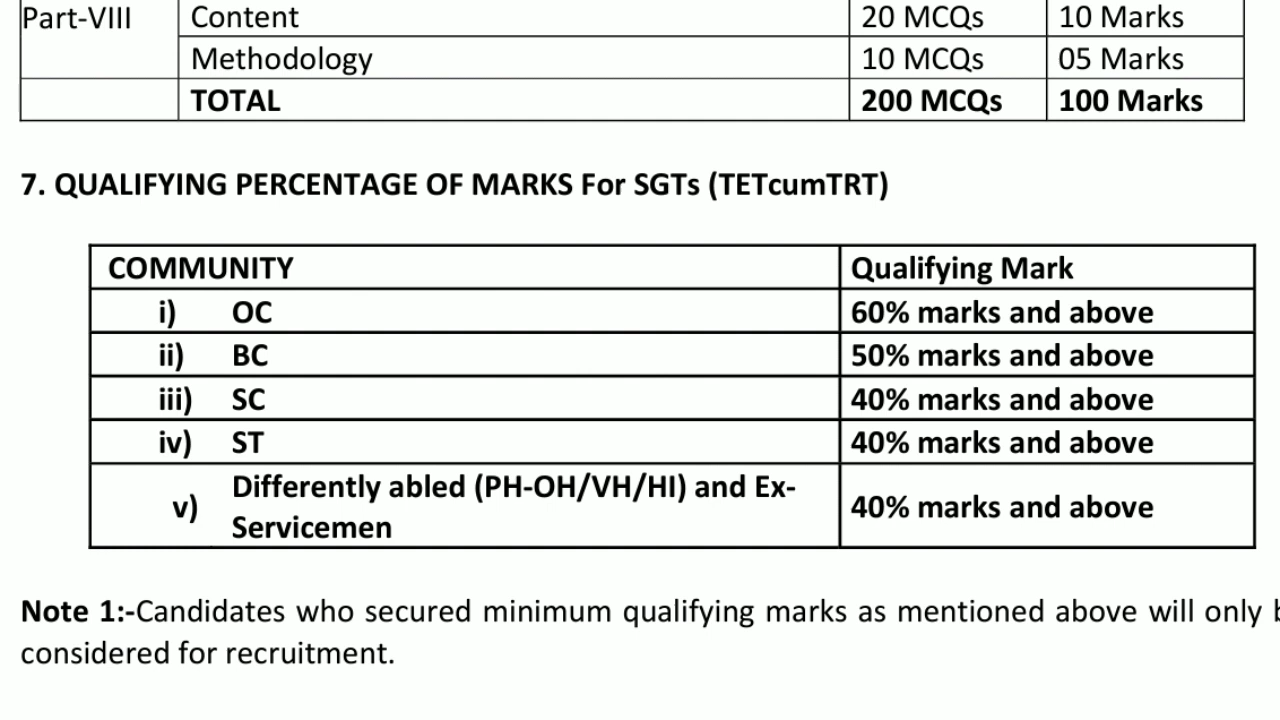 Part-VIII Content 20 MCQs 10 Marks
Methodology 10 MCQs 05 Marks
TOTAL 200 MCQs 100 Marks
7. QUALIFYING PERCENTAGE OF MARKS For SGTs (TETcumTRT)
COMMUNITY Qualifying Mark
i) OC 60% marks and above
ii) BC 50% marks and above
iii) SC 40% marks and above
iv) ST 40% marks and above
v) Differently abled (PH-OH/VH/HI) and Ex-
Servicemen 40% marks and above
Note 1:-Candidates who secured minimum qualifying marks as mentioned above will only
considered for recruitment.